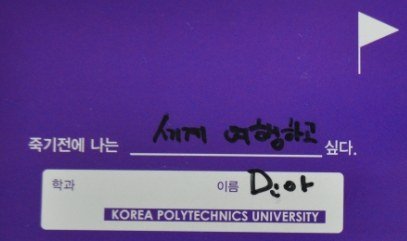 죽기전에 나는 세계 여행하고 싶다.
학과 이름 Dinα
KOREA POLYTECHNICS UNIVERSITY